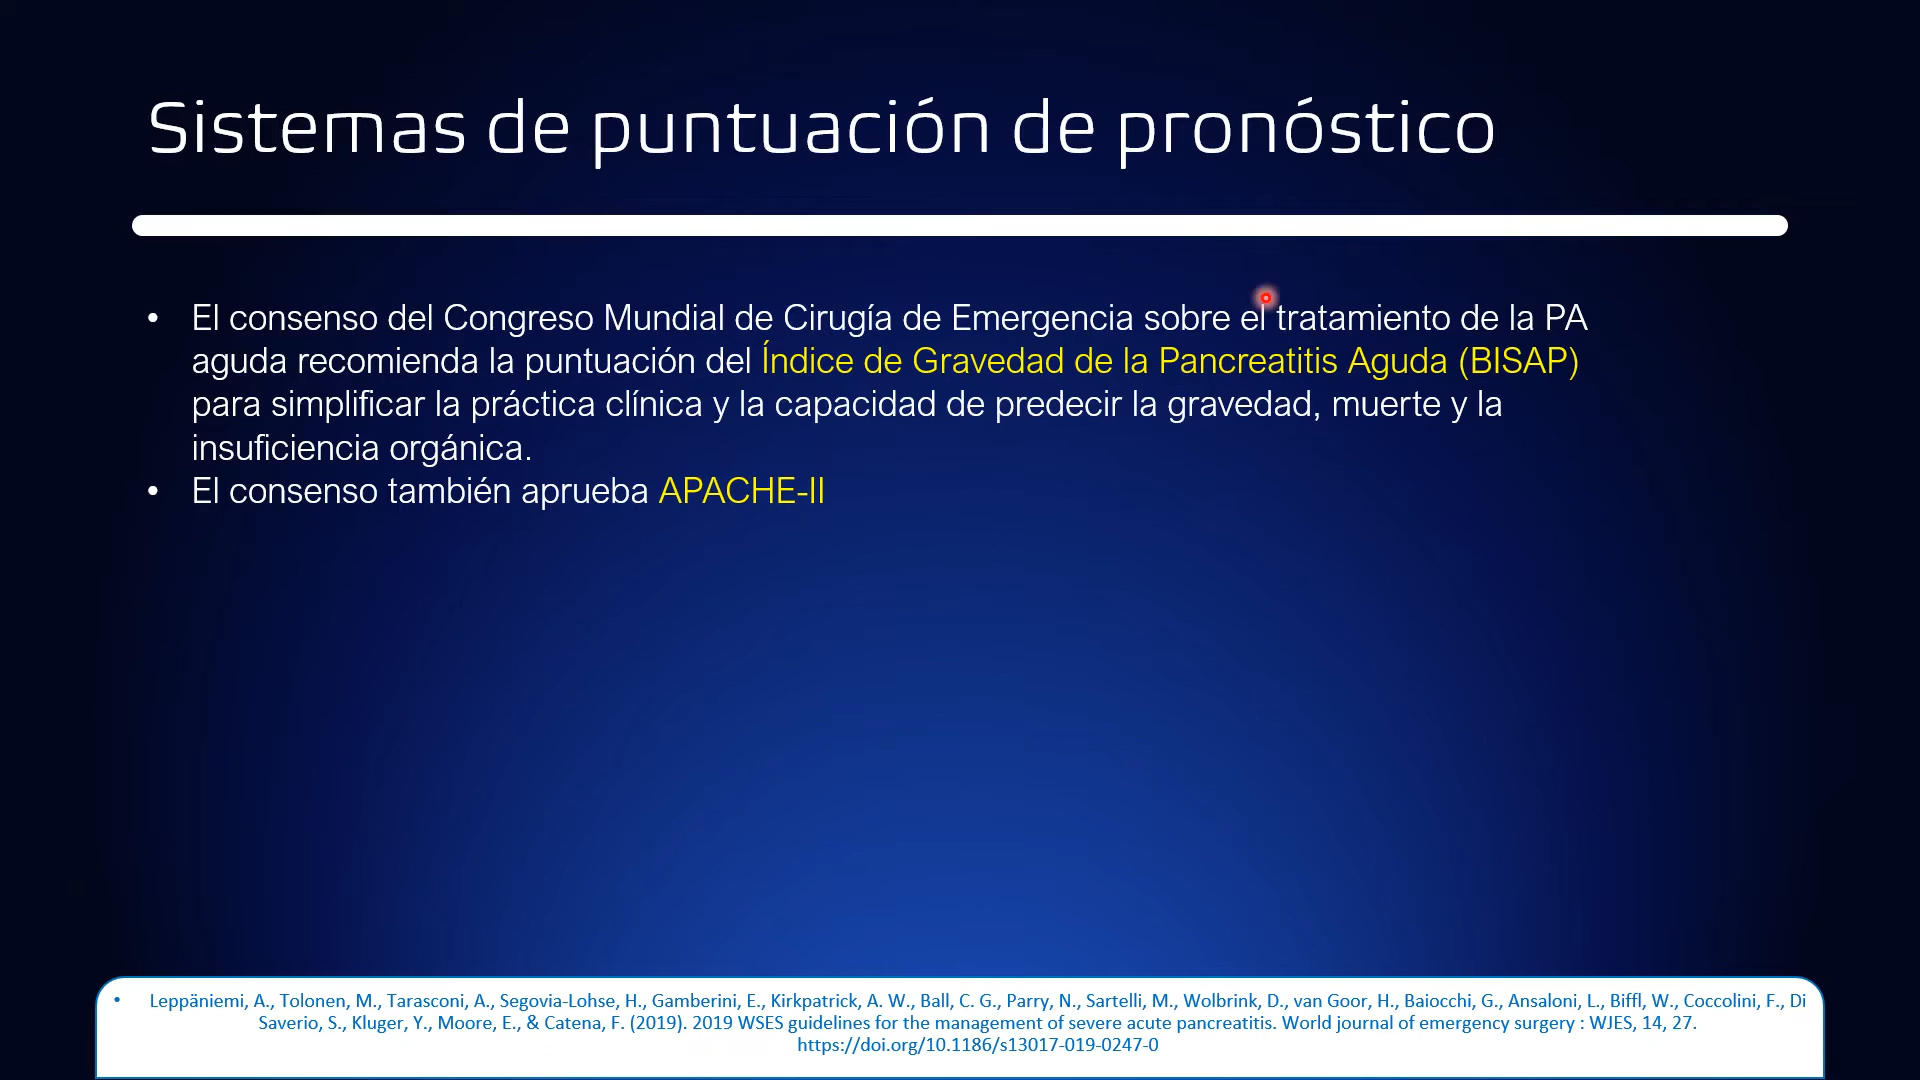 Sistemas de puntuación de pronóstico
• El consenso del Congreso Mundial de Cirugía de Emergencia sobre el tratamiento de la PA
aguda recomienda la puntuación del Índice de Gravedad de la Pancreatitis Aguda (BISAP)
para simplificar la práctica clínica y la capacidad de predecir la gravedad, muerte y la
insuficiencia orgánica.
• El consenso también aprueba APACHE-II
• Leppäniemi, A., Tolonen, M., Tarasconi, A., Segovia-Lohse, H., Gamberini, E., Kirkpatrick, A. W., Ball, C. G., Parry, N., Sartelli, M., Wolbrink, D., van Goor, H., Baiocchi, G., Ansaloni, L., Biffl, W., Coccolini, F., Di
Saverio, S., Kluger, Y., Moore, E., & Catena, F. (2019). 2019 WSES guidelines for the management of severe acute pancreatitis. World journal of emergency surgery : WJES, 14, 27.
https://doi.org/10.1186/s13017-019-0247-0